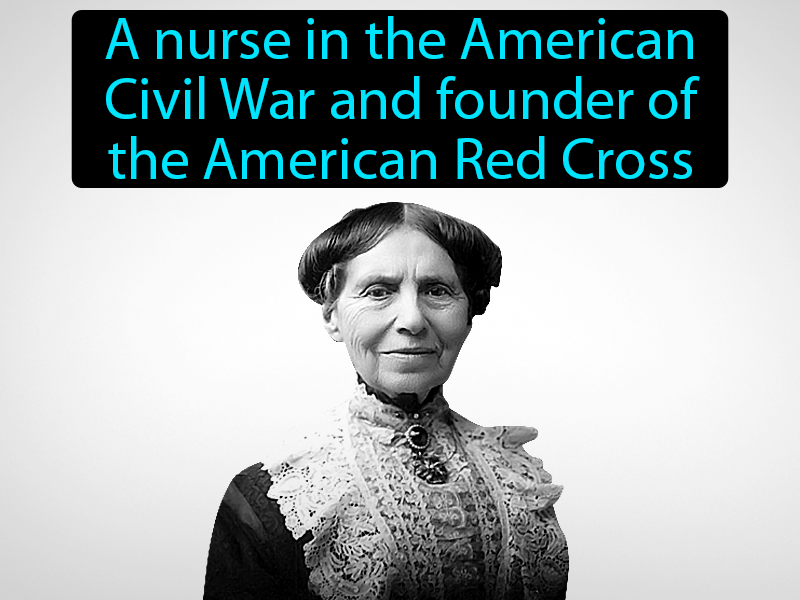 A nurse in the American
Civil War and founder of
the American Red Cross